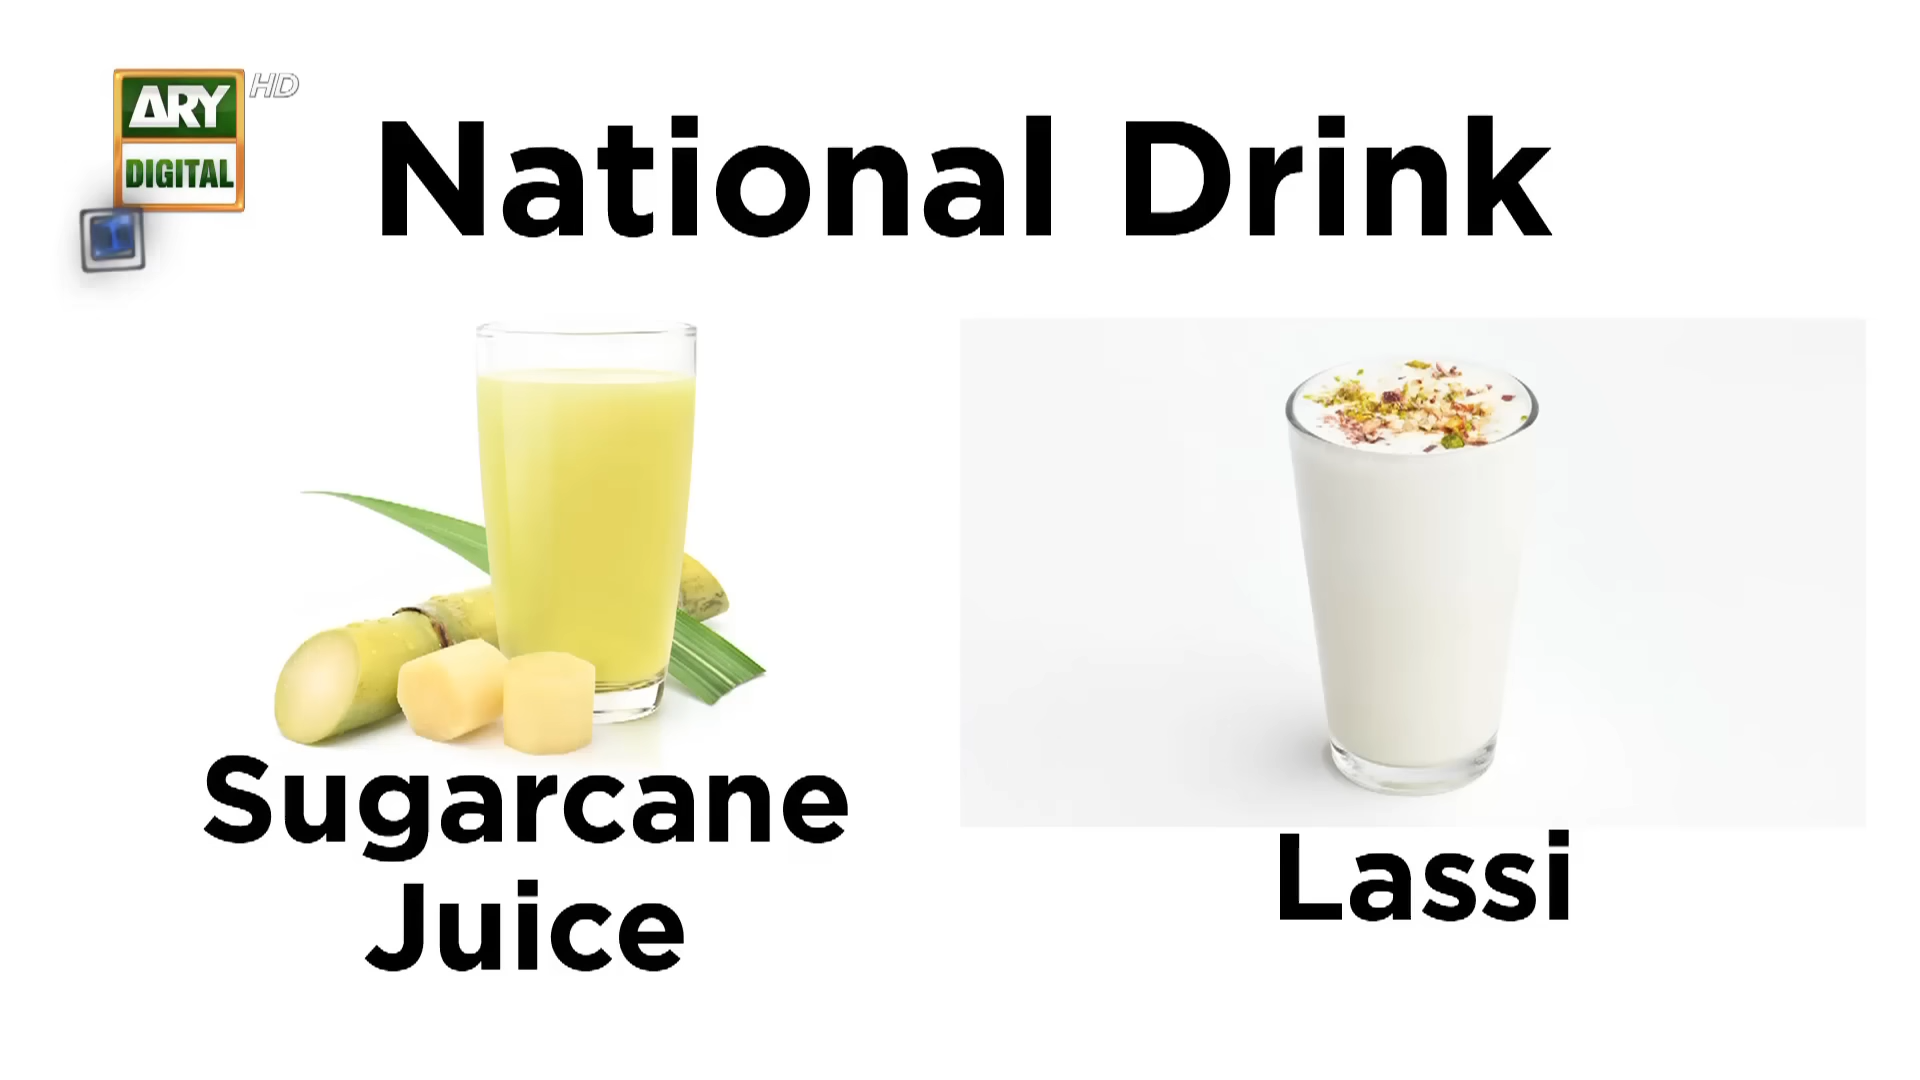 ARY
HD
DIGITAL
National Drink
Sugarcane
Juice
Lassi